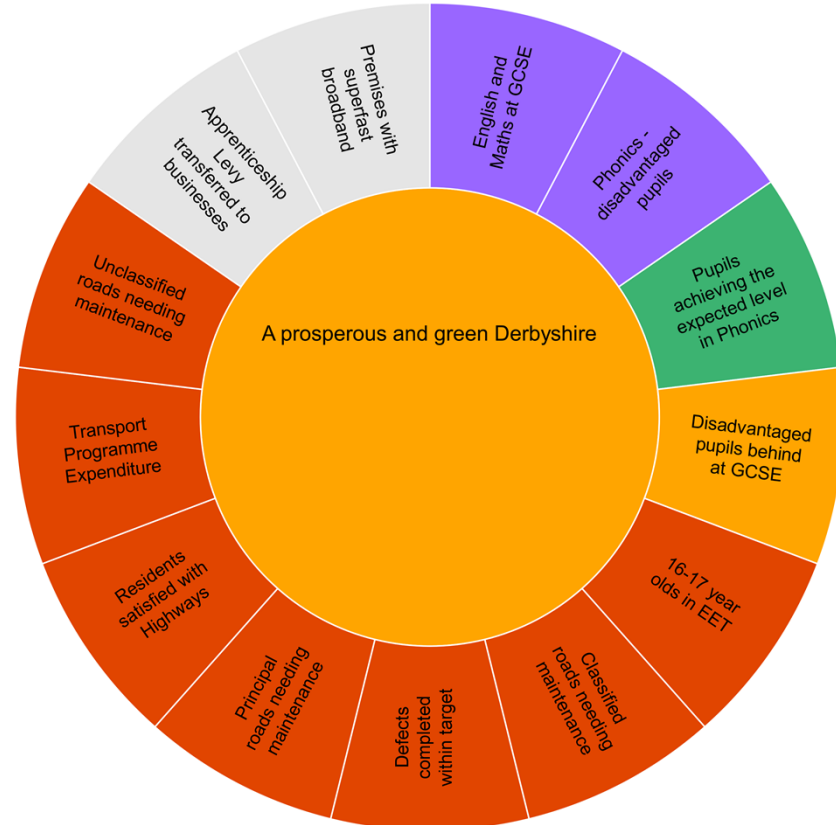 A prosperous and green Derbyshire
English and
Maths at GCSE
Phonics -
disadvantaged
pupils
Pupils
achieving the
expected level
in Phonics
Disadvantaged
pupils behind
at GCSE
16-17 year
olds in EET
Classified
roads needing
maintenance
Defects
completed
within target
Principal
roads needing
maintenance
Residents
satisfied with
Highways
Transport
Programme
Expenditure
Unclassified
roads needing
maintenance
Apprenticeship
Levy
transferred to
businesses
Premises with
superfast
broadband